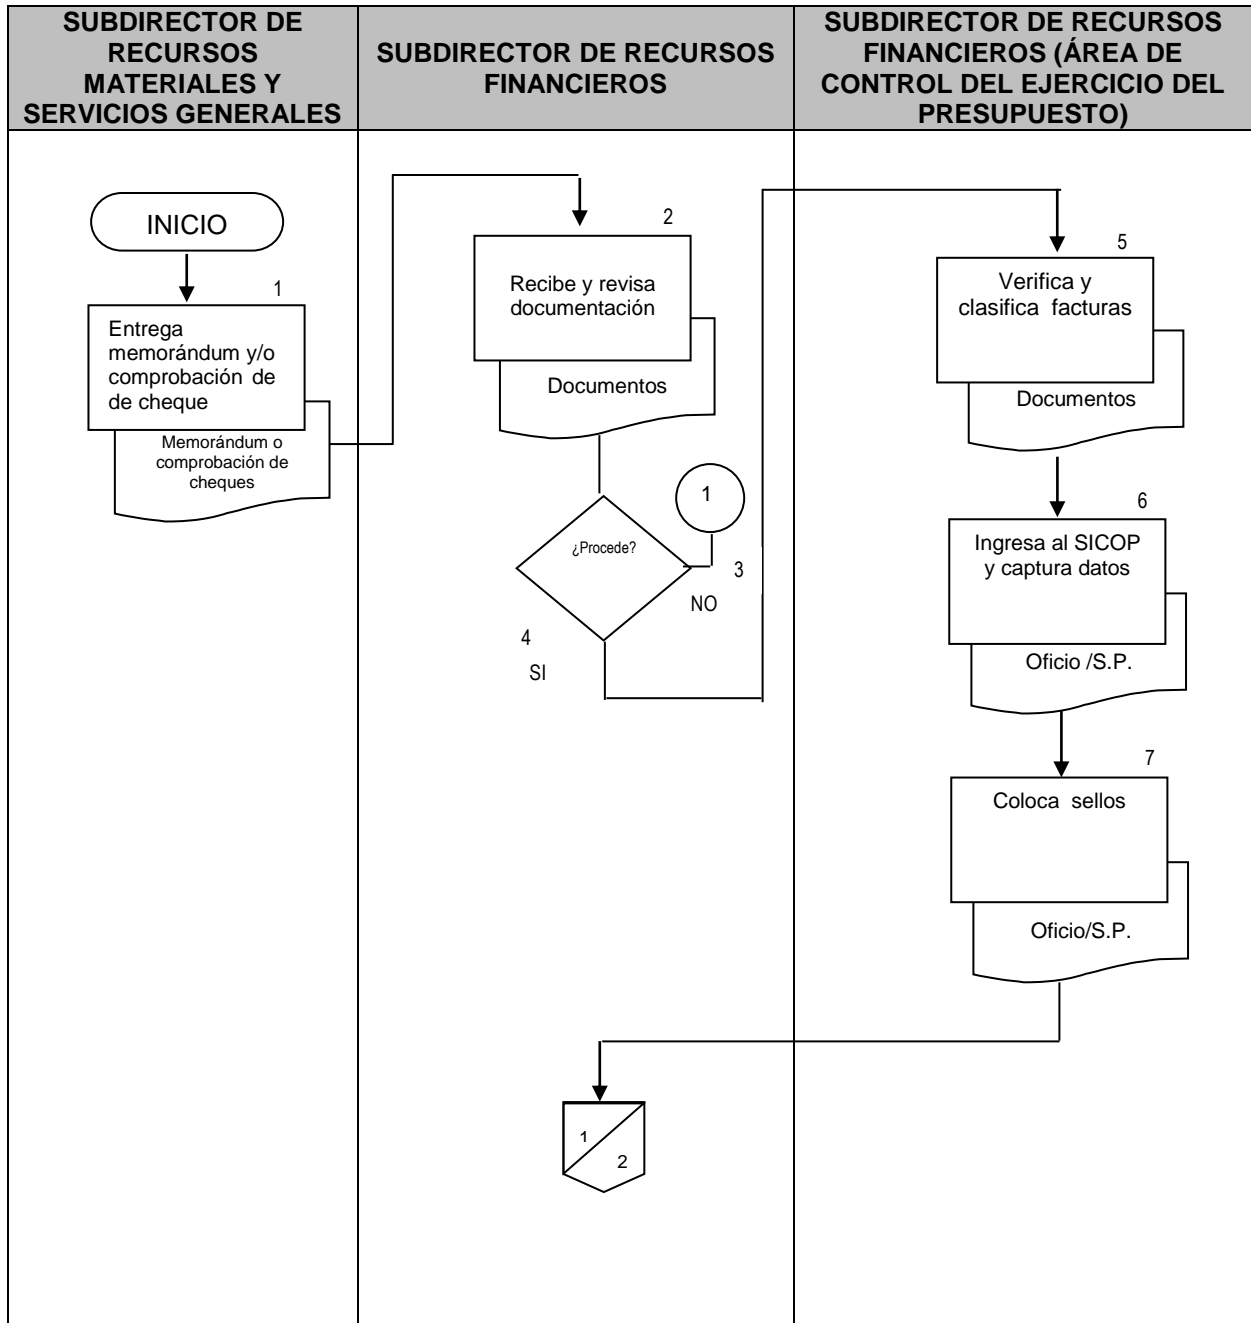 SUBDIRECTOR DE
RECURSOS
MATERIALES Y
SERVICIOS GENERALES
SUBDIRECTOR DE RECURSOS
FINANCIEROS
SUBDIRECTOR DE RECURSOS
FINANCIEROS (ÁREA DE
CONTROL DEL EJERCICIO DEL
PRESUPUESTO)
INICIO
1
Entrega
memorándum y/o
comprobación de
de cheque
Memorándum o
comprobación de
cheques
2
Recibe y revisa
documentación
Documentos
1
¿Procede?
3
NO
4
SI
5
Verifica y
clasifica facturas
Documentos
6
Ingresa al SICOP
y captura datos
Oficio /S.P.
7
Coloca sellos
Oficio/S.P.
1
2